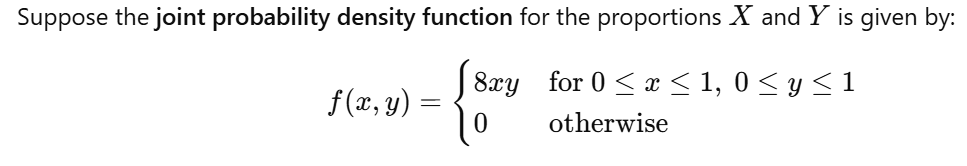 Suppose the joint probability density function for the proportions X and Y is given by:
f(x, y) = { 8xy for 0 ≤ x ≤ 1, 0 ≤ y ≤ 1
0 otherwise